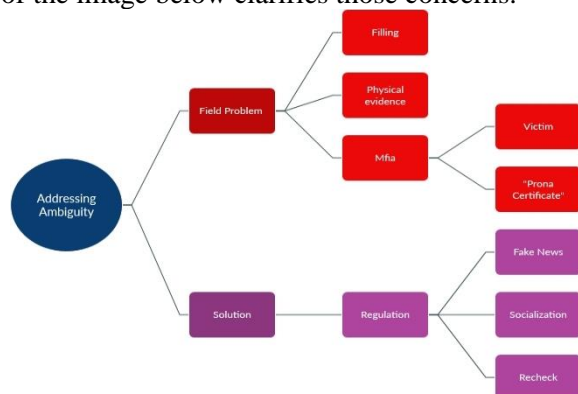 of the image below clarifies those concerns.
Filling
Field Problem
Physical
evidence
Mfia
Victim
"Prona
Certificate"
Addressing
Ambiguity
Solution
Regulation
Fake News
Socialization
Recheck